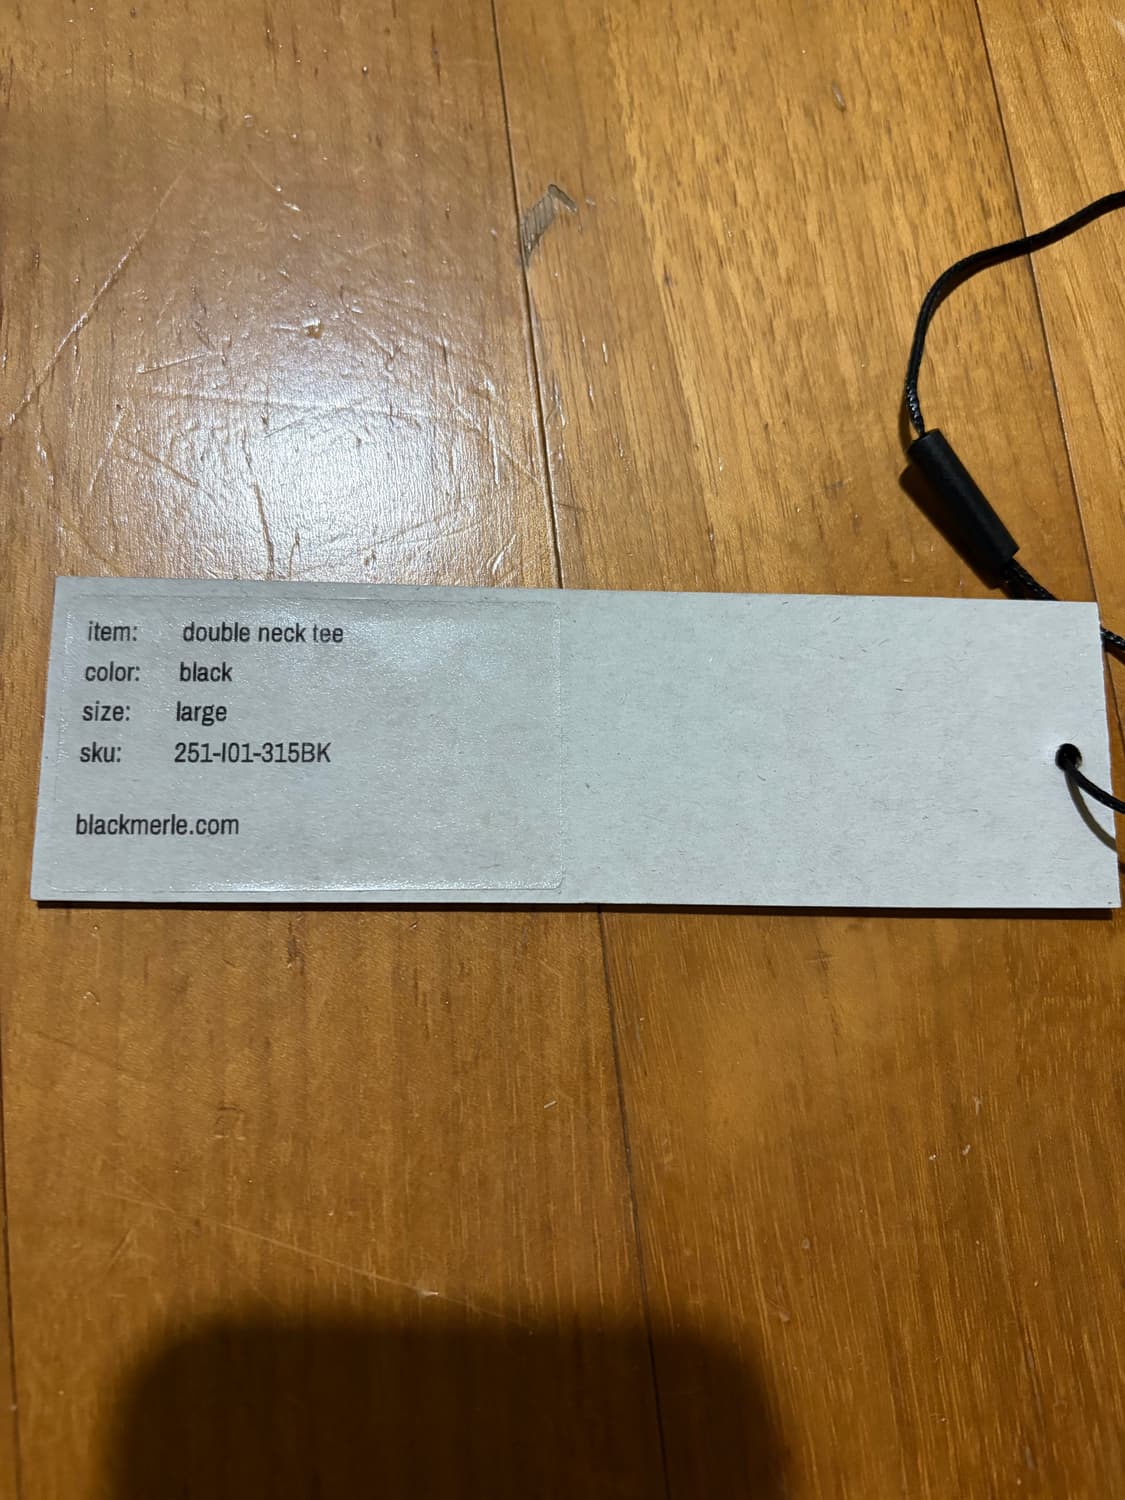 item: double neck tee
color: black
size: large
sku: 251-I01-315BK
blackmerle.com